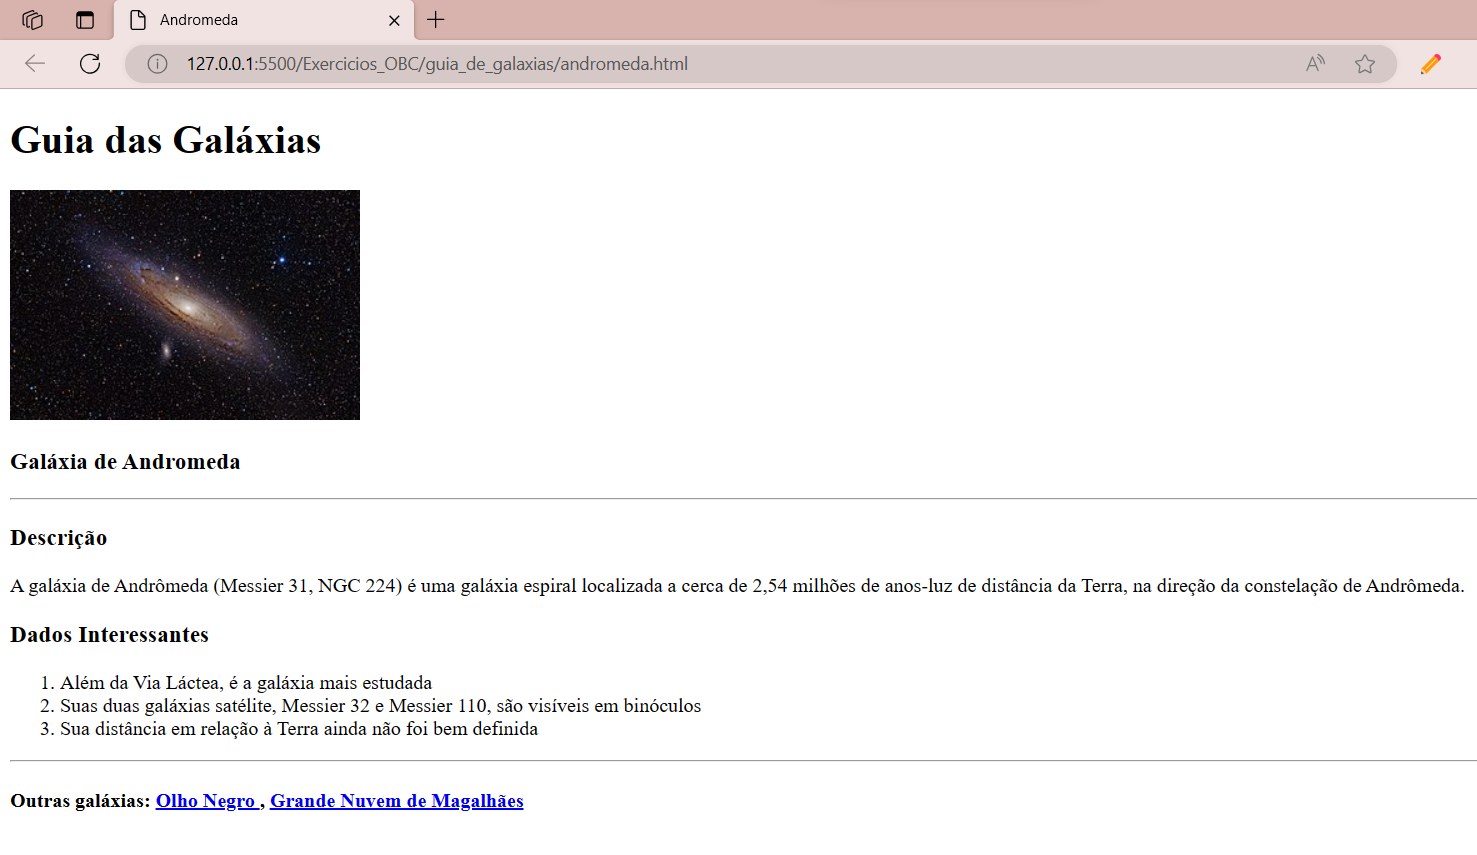 Andromeda
127.0.0.1:5500/Exercicios_OBC/guia_de_galaxias/andromeda.html
Guia das Galáxias
Galáxia de Andromeda
Descrição
A galáxia de Andrômeda (Messier 31, NGC 224) é uma galáxia espiral localizada a cerca de 2,54 milhões de anos-luz de distância da Terra, na direção da constelação de Andrômeda.
Dados Interessantes
1. Além da Via Láctea, é a galáxia mais estudada
2. Suas duas galáxias satélite, Messier 32 e Messier 110, são visíveis em binóculos
3. Sua distância em relação à Terra ainda não foi bem definida
Outras galáxias: Olho Negro , Grande Nuvem de Magalhães